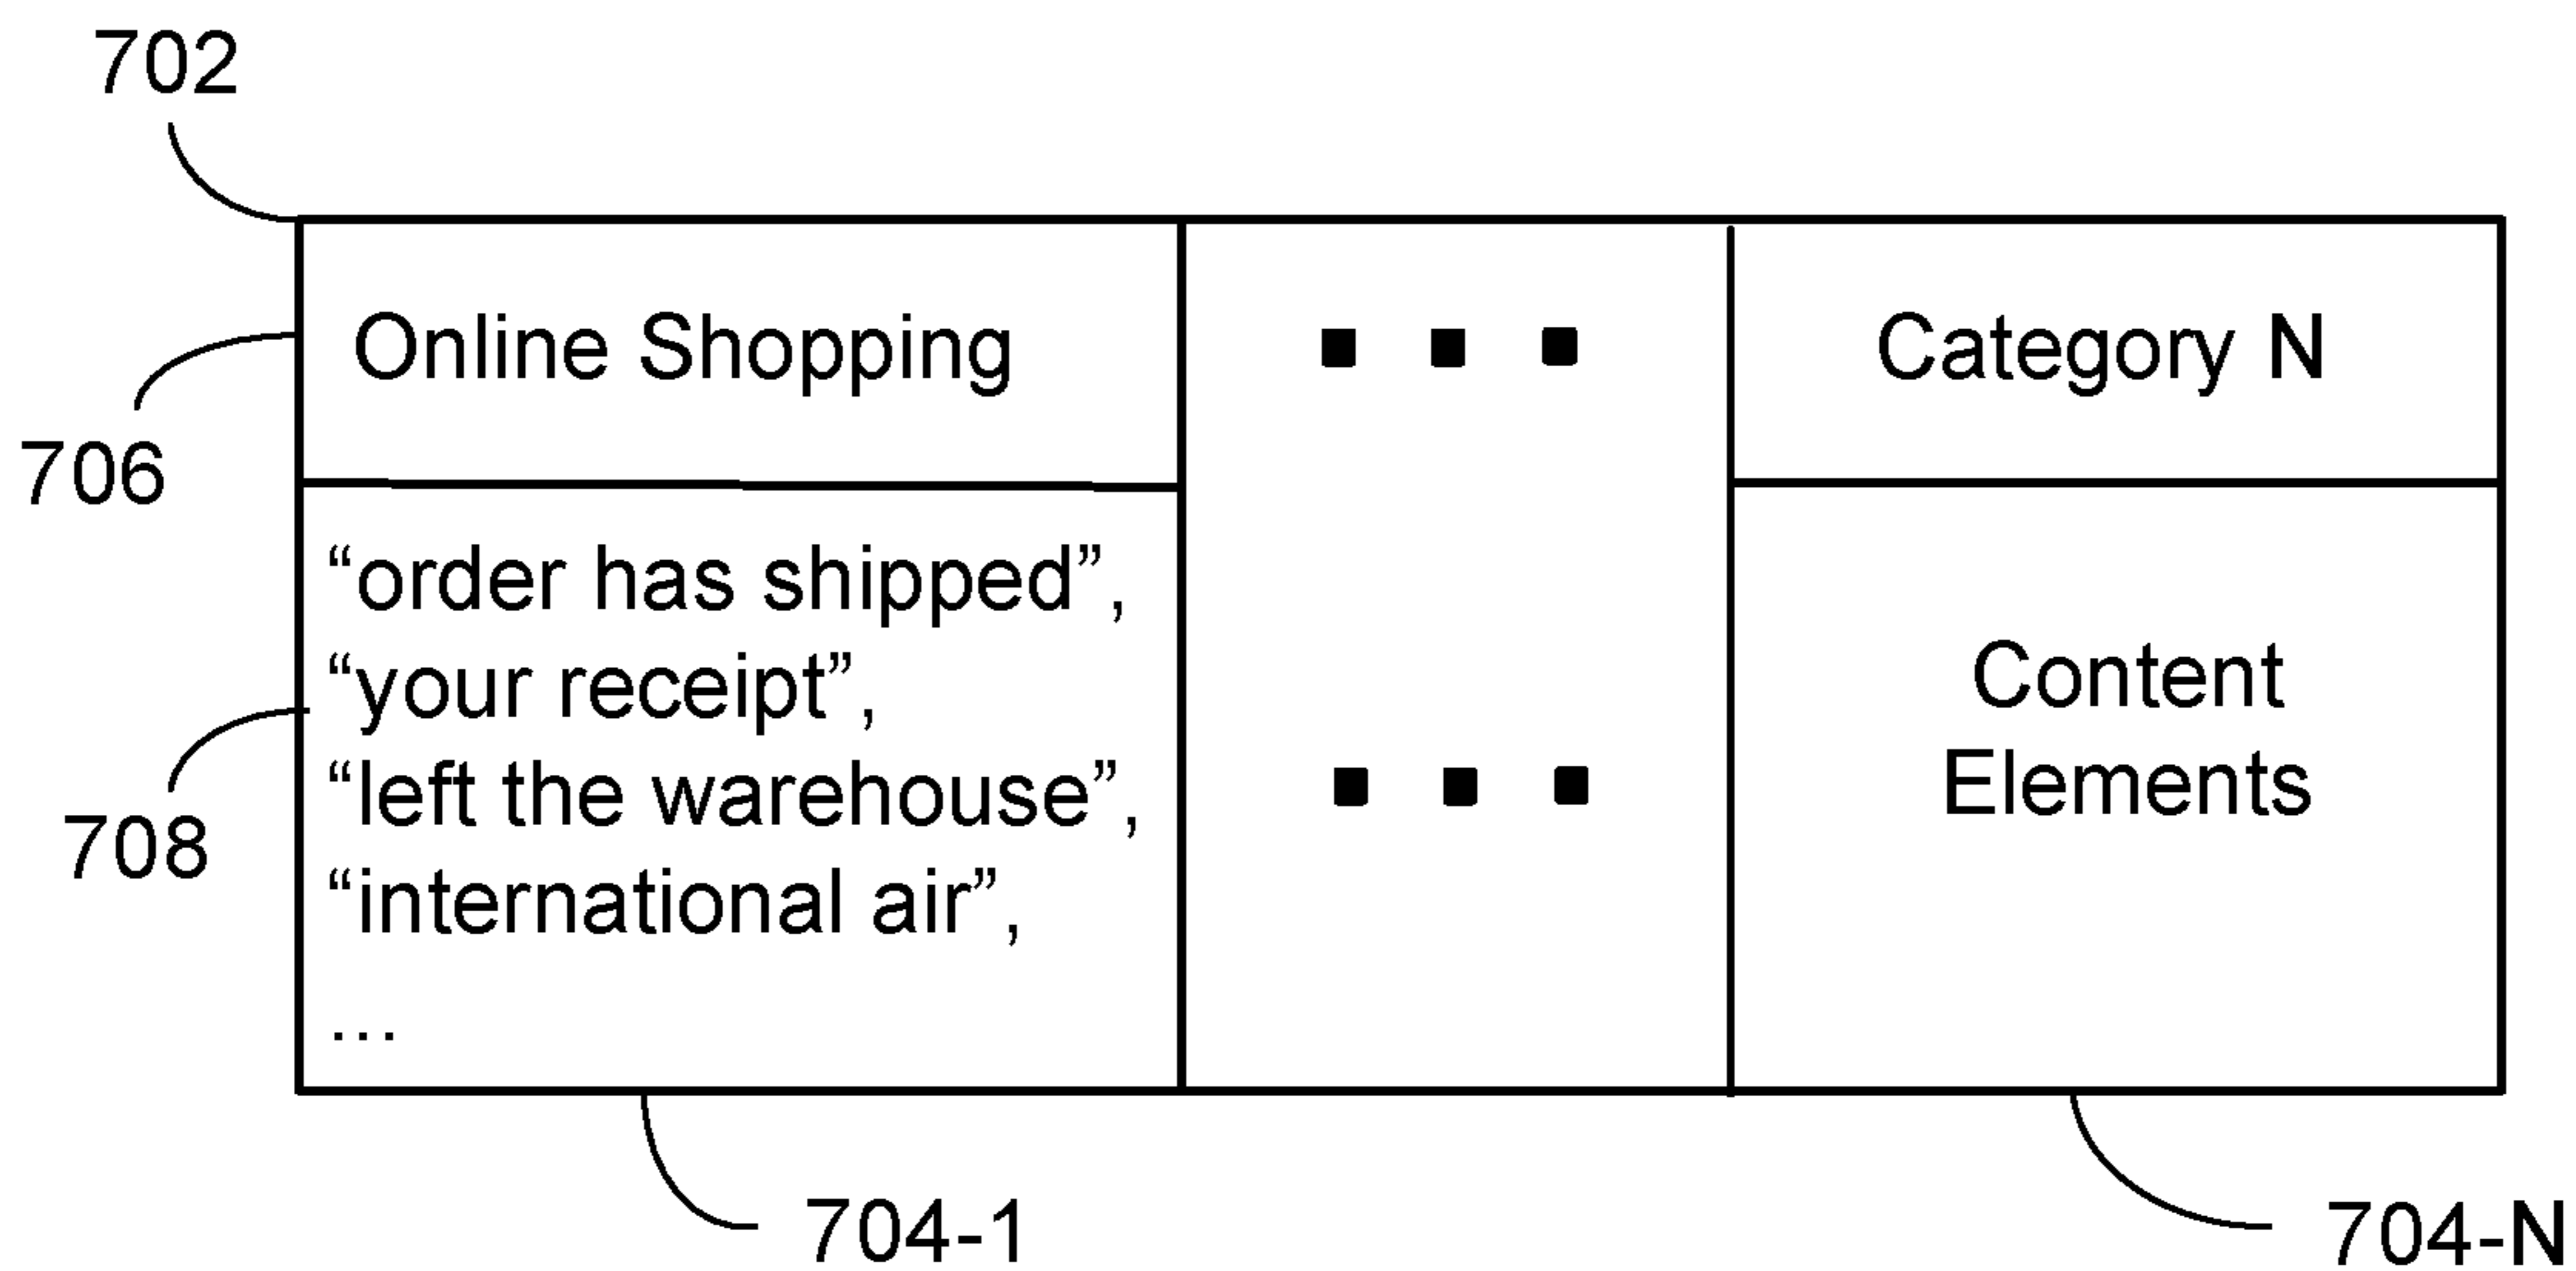 702
Online Shopping
Category N
706
“order has shipped”,
“your receipt”,
“left the warehouse”,
“international air”,
...
Content
Elements
708
704-1
704-N